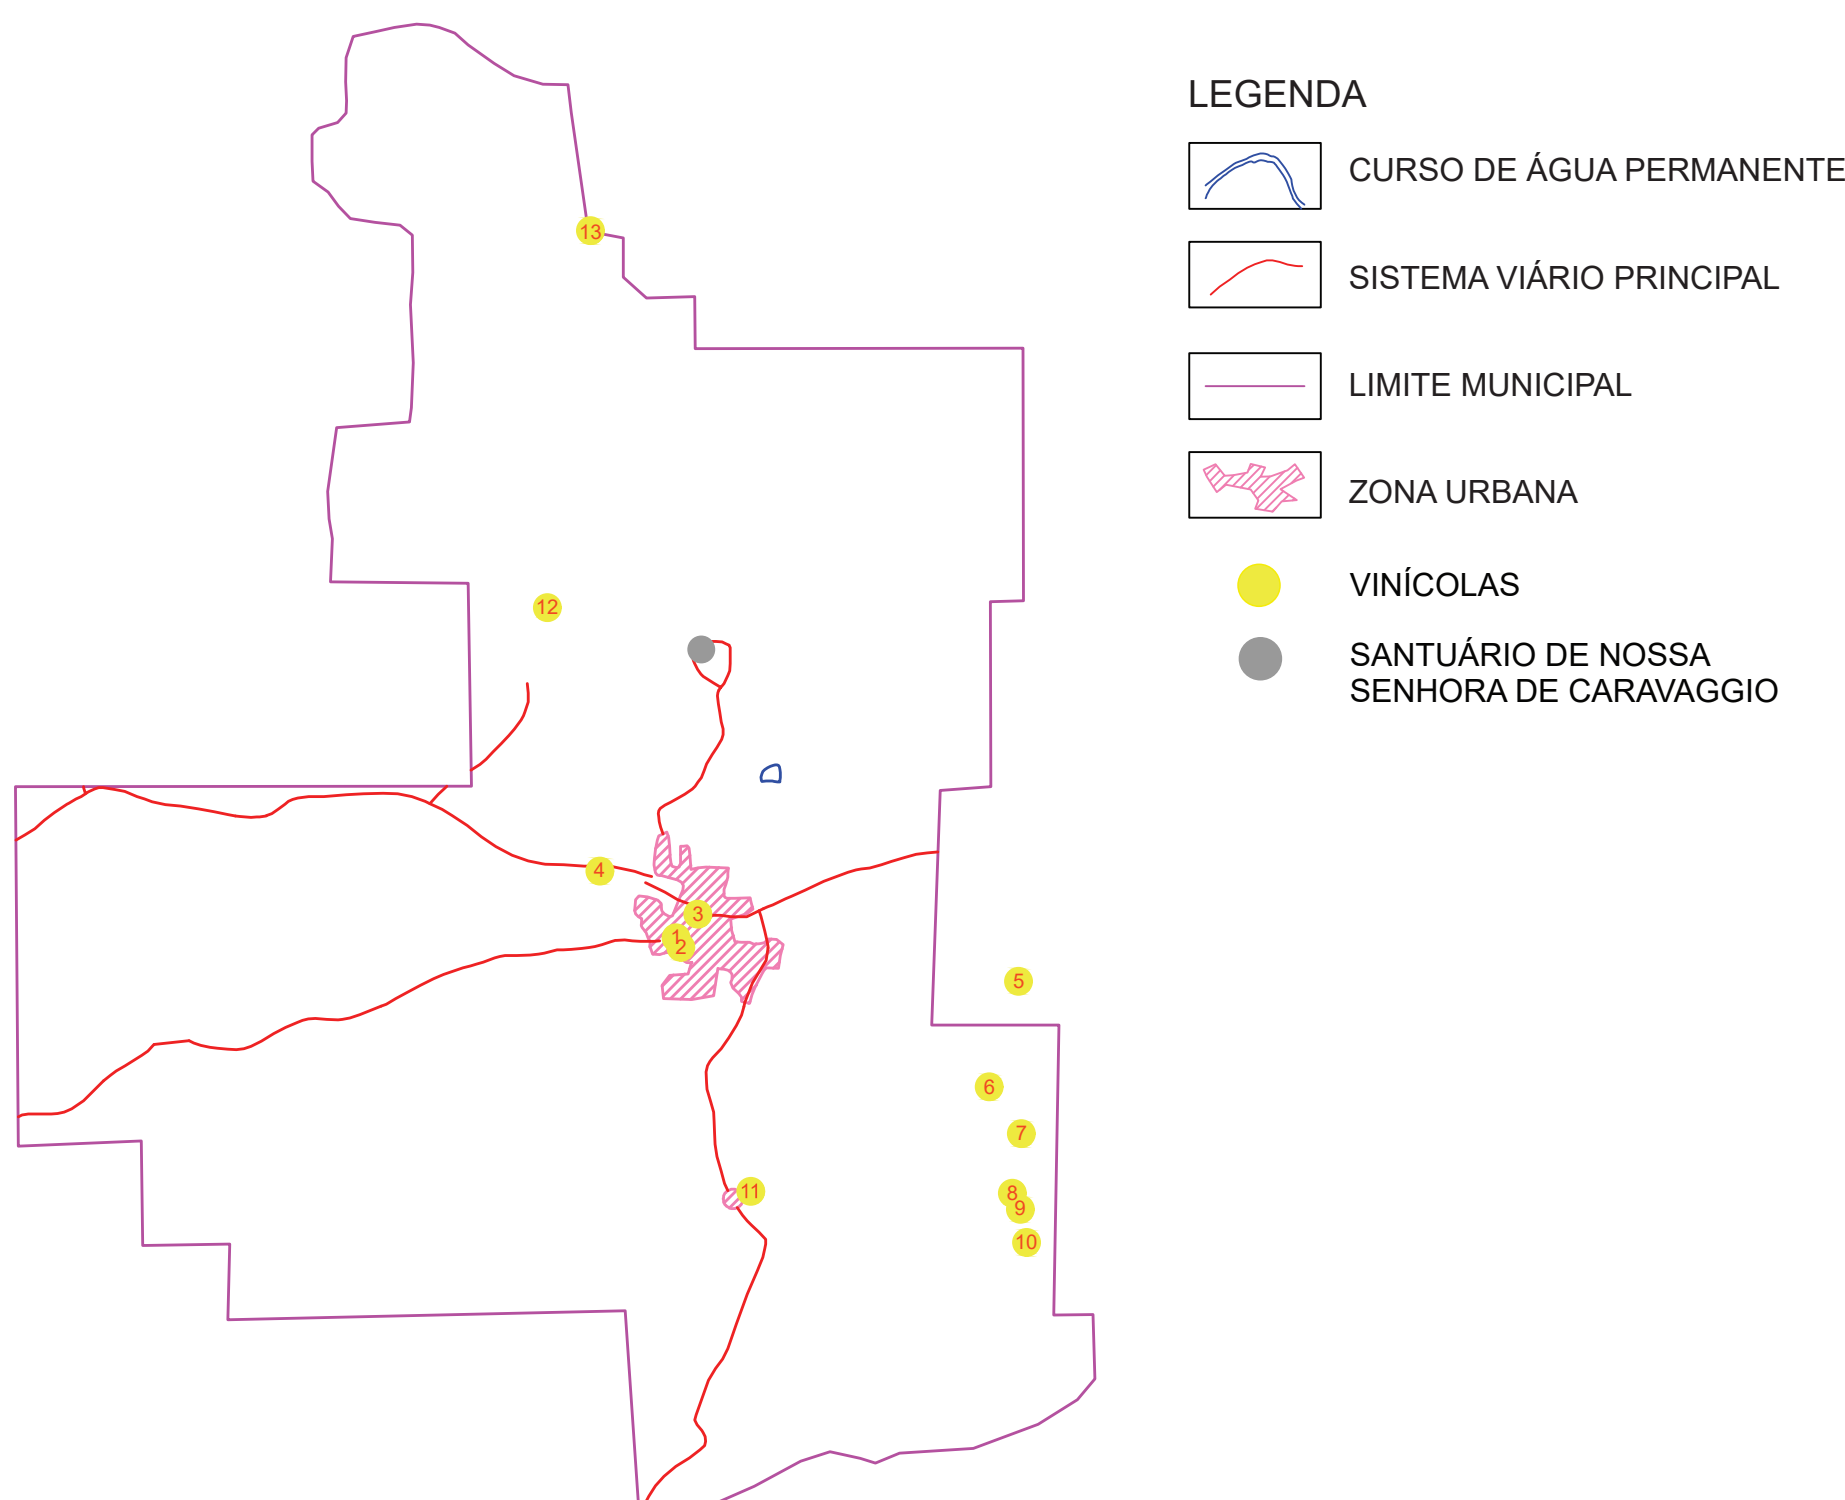 LEGENDA
CURSO DE ÁGUA PERMANENTE
SISTEMA VIÁRIO PRINCIPAL
LIMITE MUNICIPAL
ZONA URBANA
VINÍCOLAS
SANTUÁRIO DE NOSSA
SENHORA DE CARAVAGGIO
13
12
4
3
1
2
5
6
7
8
9
10
11